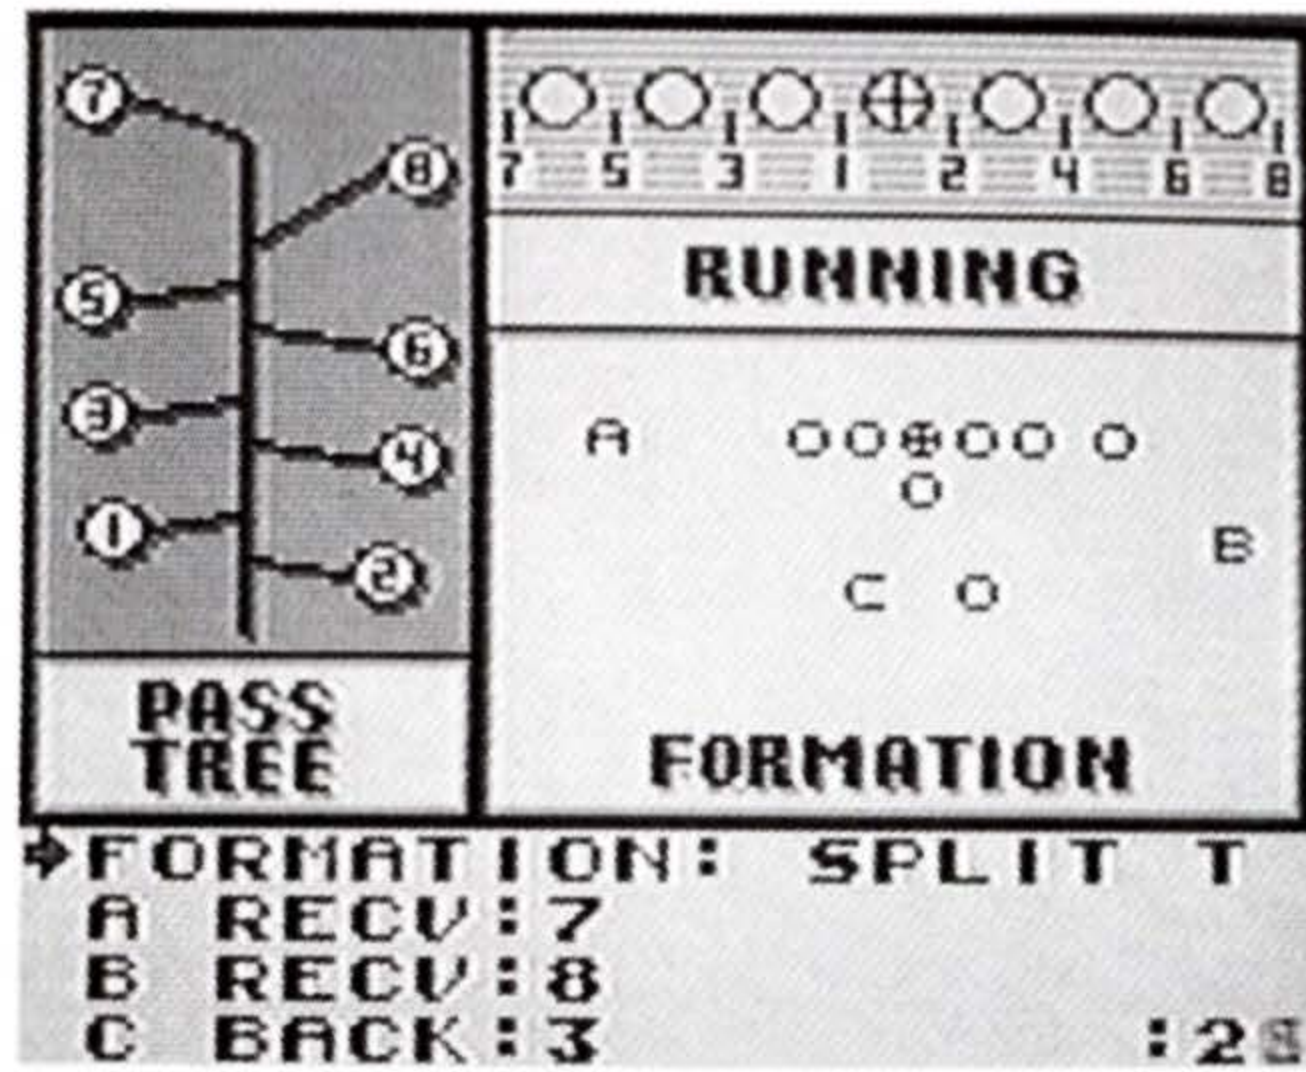 7
8
5
6
3
4
1
2
PASS
TREE
7 5 3 1 2 4 6 8
RUNNING
A
B
C
FORMATION
FORMATION: SPLIT T
A RECV:7
B RECV:8
C BACK:3 :2